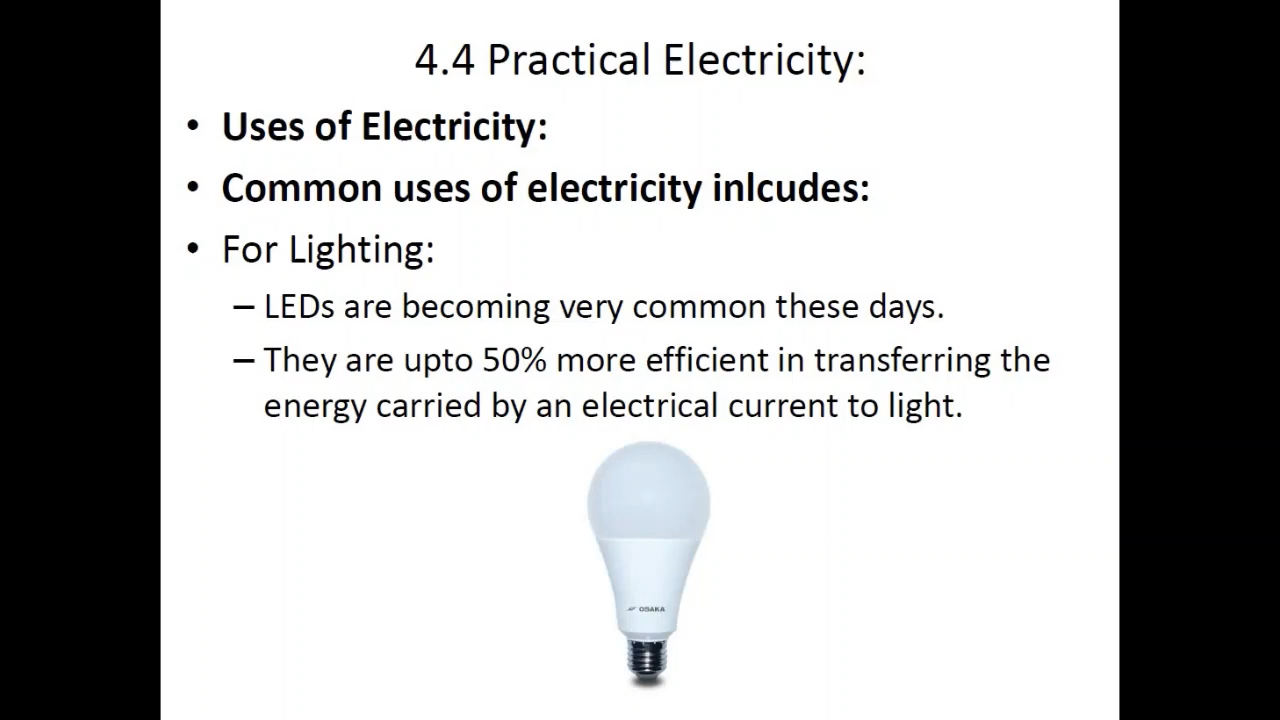 4.4 Practical Electricity:
• Uses of Electricity:
• Common uses of electricity inlcudes:
• For Lighting:
– LEDs are becoming very common these days.
– They are upto 50% more efficient in transferring the
energy carried by an electrical current to light.
OSAKA